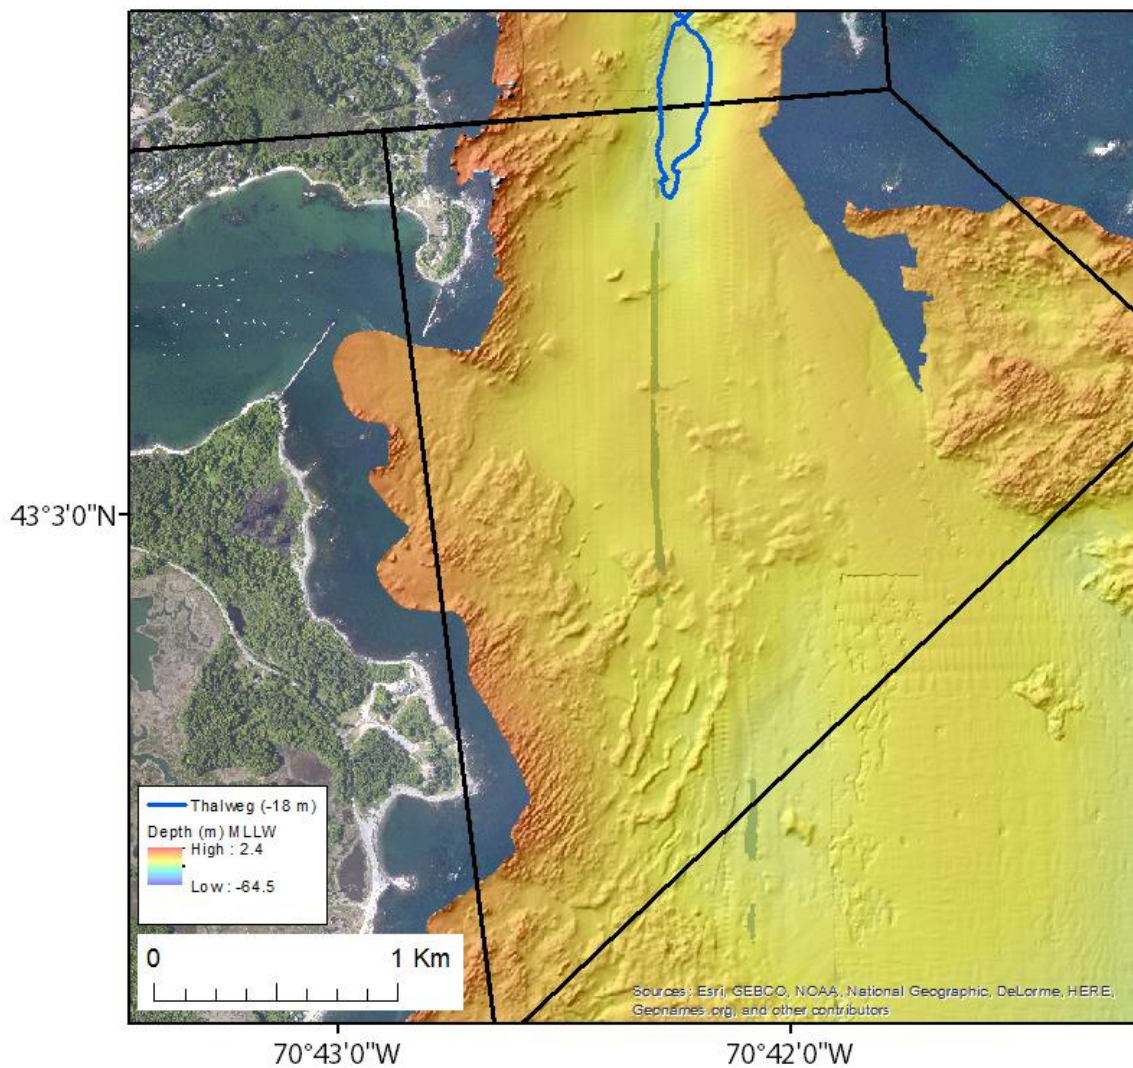 43°3'0"N
Thalweg (-18 m)
Depth (m) MLLW
High : 2.4
Low : -64.5
0 1 Km
Sources: Esri, GEBCO, NOAA, National Geographic, DeLorme, HERE,
Geonames.org, and other contributors
70°43'0"W 70°42'0"W